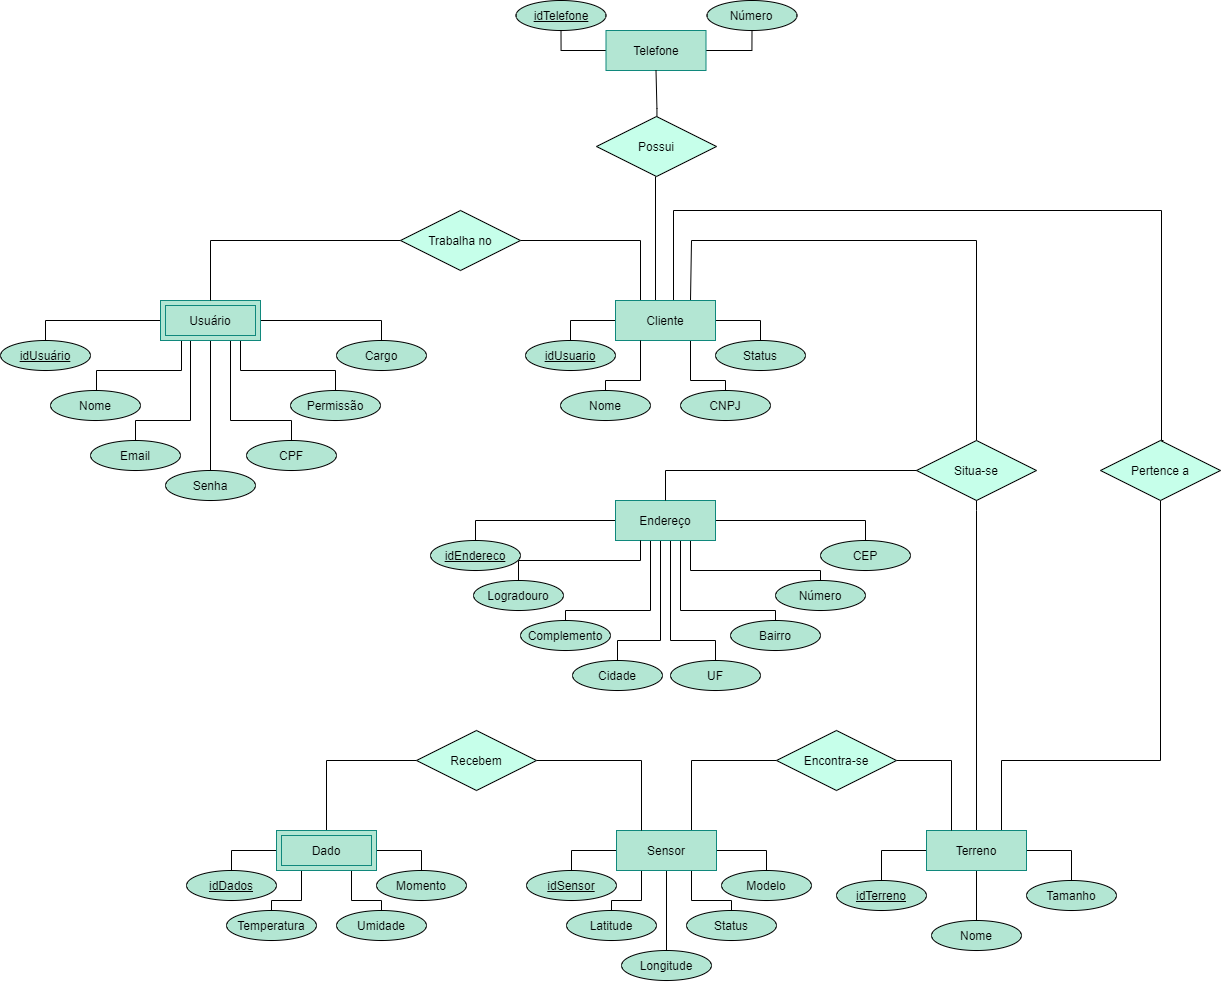 idTelefone
Número
Telefone
Possui
Trabalha no
Usuário
Cliente
idUsuário
Cargo
idUsuario
Status
Nome
Permissão
Nome
CNPJ
Email
CPF
Senha
Situa-se
Pertence a
Endereço
idEndereco
CEP
Logradouro
Número
Complemento
Bairro
Cidade
UF
Recebem
Encontra-se
Dado
Sensor
Terreno
idDados
Momento
idSensor
Modelo
idTerreno
Tamanho
Temperatura
Umidade
Latitude
Status
Nome
Longitude